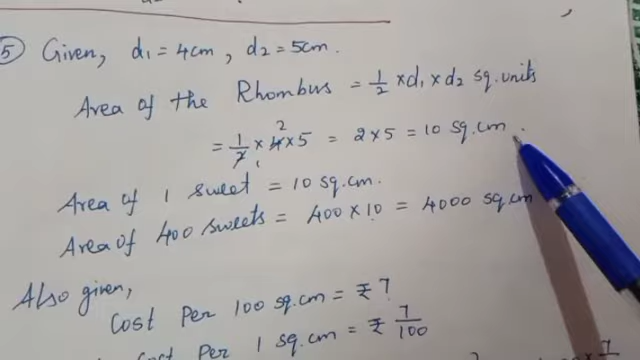 5 Given, d1 = 4cm, d2 = 5cm.
Area of the Rhombus = 1/2 × d1 × d2 sq.units
= 1/2 × 4 × 5 = 2 × 5 = 10 sq.cm.
Area of 1 sweet = 10 sq.cm.
Area of 400 sweets = 400 × 10 = 4000 sq.cm
Also given,
Cost Per 100 sq.cm = ₹ 7
Cost Per 1 sq.cm = ₹ 7/100